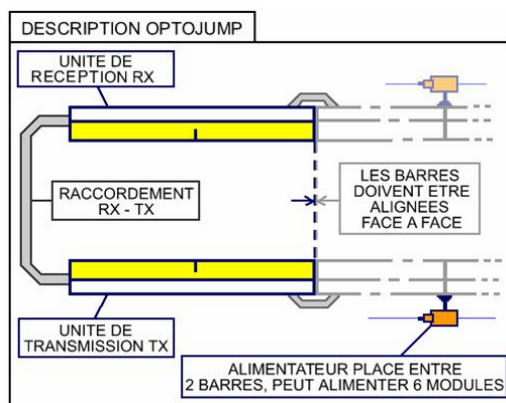 DESCRIPTION OPTOJUMP
UNITE DE
RECEPTION RX
RACCORDEMENT
RX - TX
LES BARRES
DOIVENT ETRE
ALIGNEES
FACE A FACE
UNITE DE
TRANSMISSION TX
ALIMENTATEUR PLACE ENTRE
2 BARRES, PEUT ALIMENTER 6 MODULES